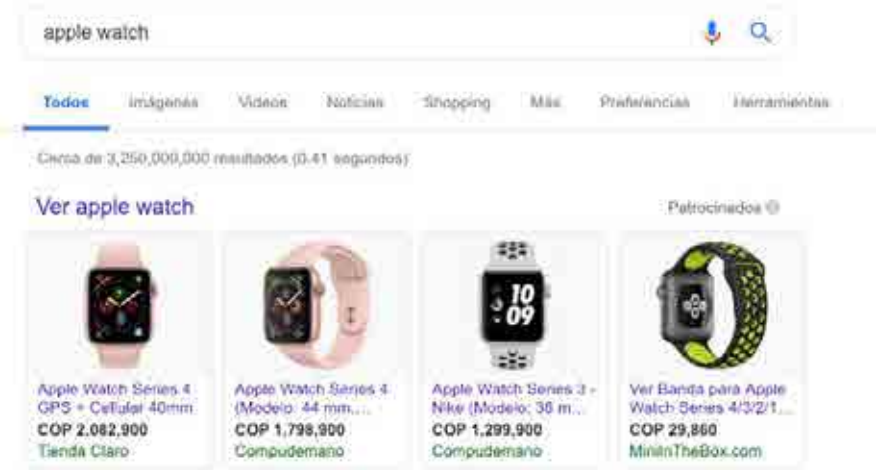 apple watch
Todos Imágenes Videos Noticias Shopping Más Preferencias Herramientas
Cerca de 3,250,000,000 resultados (0.41 segundos)
Ver apple watch
Patrocinados
10
09
Apple Watch Series 4
GPS + Cellular 40mm
COP 2.082,900
Tienda Claro
Apple Watch Series 4
(Modelo: 44 mm,...
COP 1.798,900
Compudemano
Apple Watch Series 3 -
Nike (Modelo: 38 m...
COP 1.299,900
Compudemano
Ver Banda para Apple
Watch Series 4/3/2/1...
COP 29,860
MiniInTheBox.com